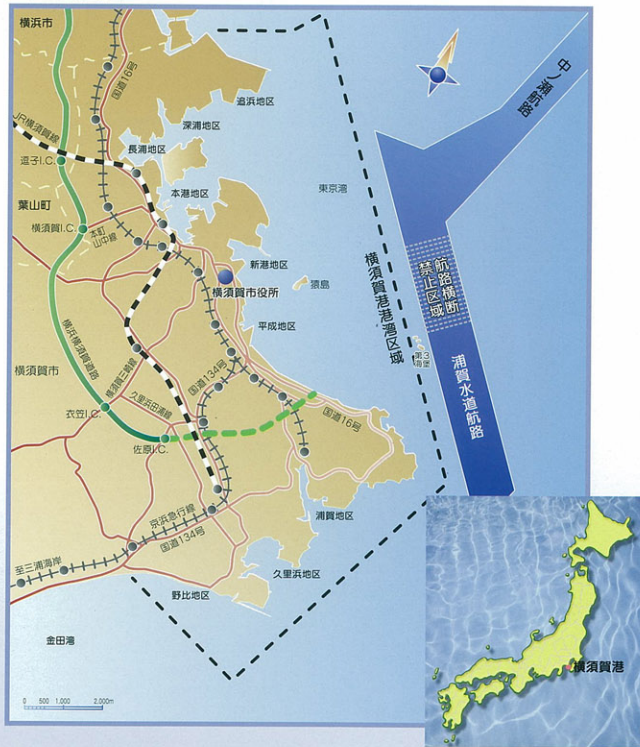 横浜市
国道16号
追浜地区
深浦地区
長浦地区
JR横須賀線
逗子I.C.
本港地区
葉山町
横須賀I.C.
本町
山中線
中ノ瀬航路
東京湾
新港地区
猿島
横須賀市役所
平成地区
横須賀港港湾区域
航路横断
禁止区域
第3
海堡
浦賀水道航路
横浜横須賀道路
横須賀三崎線
国道134号
横須賀市
衣笠I.C.
久里浜田浦線
佐原I.C.
国道16号
浦賀地区
京浜急行線
国道134号
久里浜地区
至三浦海岸
野比地区
金田湾
0 500 1,000 2,000m
横須賀港